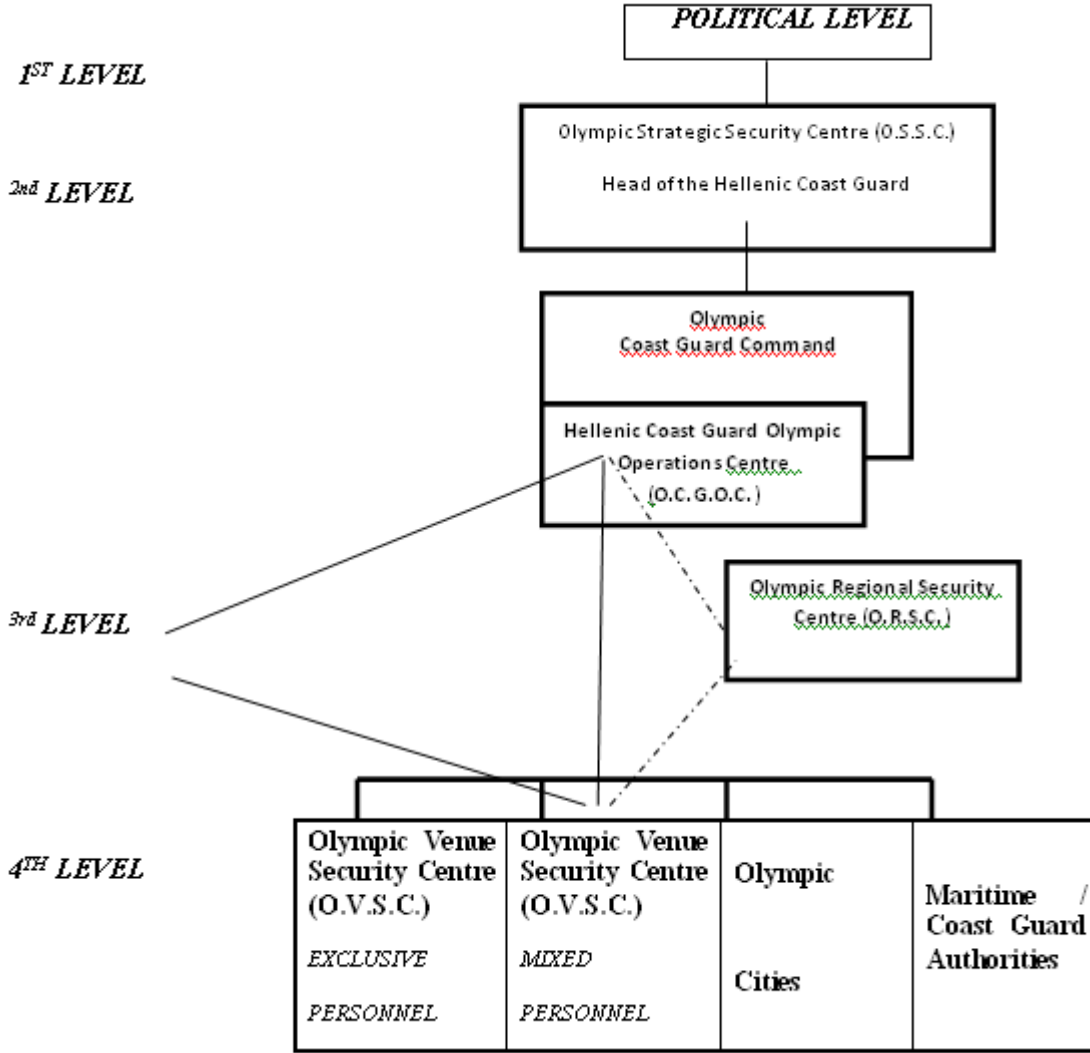 POLITICAL LEVEL
1ST LEVEL
Olympic Strategic Security Centre (O.S.S.C.)
2nd LEVEL
Head of the Hellenic Coast Guard
Olympic
Coast Guard Command
Hellenic Coast Guard Olympic
Operations Centre
(O.C.G.O.C.)
Olympic Regional Security
Centre (O.R.S.C.)
3rd LEVEL
4TH LEVEL
Olympic Venue
Security Centre
(O.V.S.C.)
EXCLUSIVE
PERSONNEL
Olympic Venue
Security Centre
(O.V.S.C.)
MIXED
PERSONNEL
Olympic
Cities
Maritime /
Coast Guard
Authorities